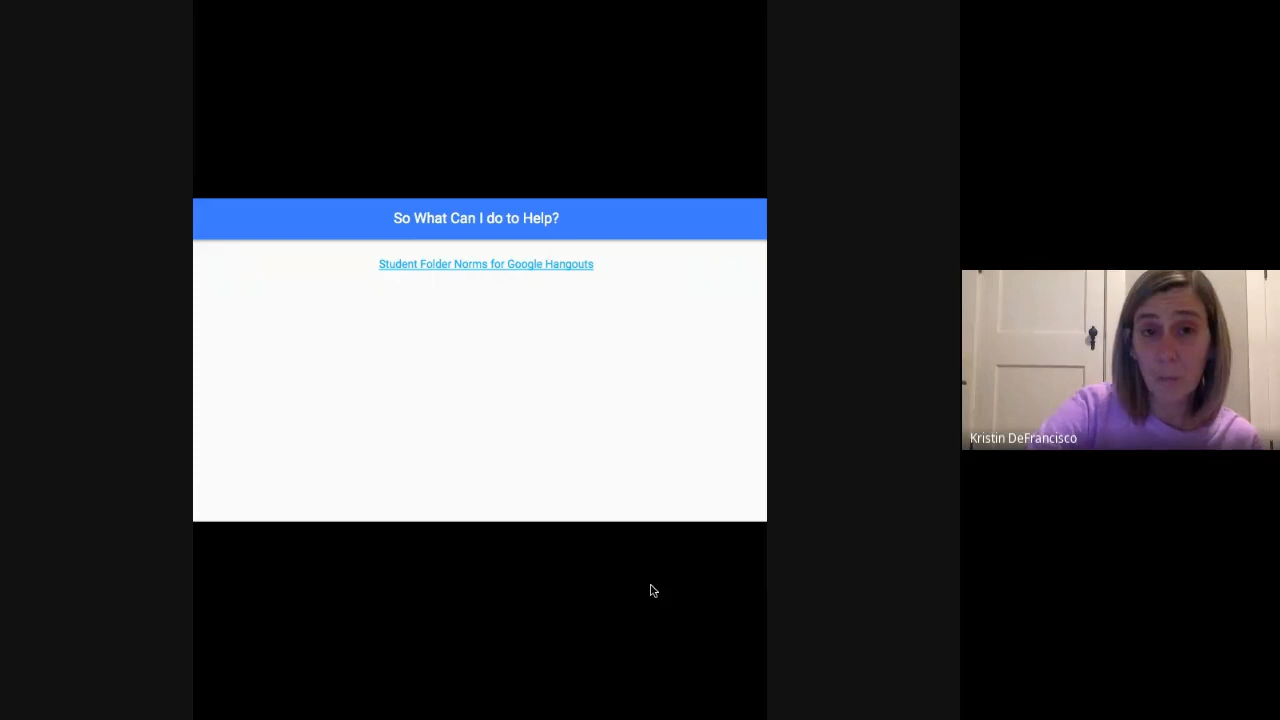 So What Can I do to Help?
Student Folder Norms for Google Hangouts
Kristin DeFrancisco